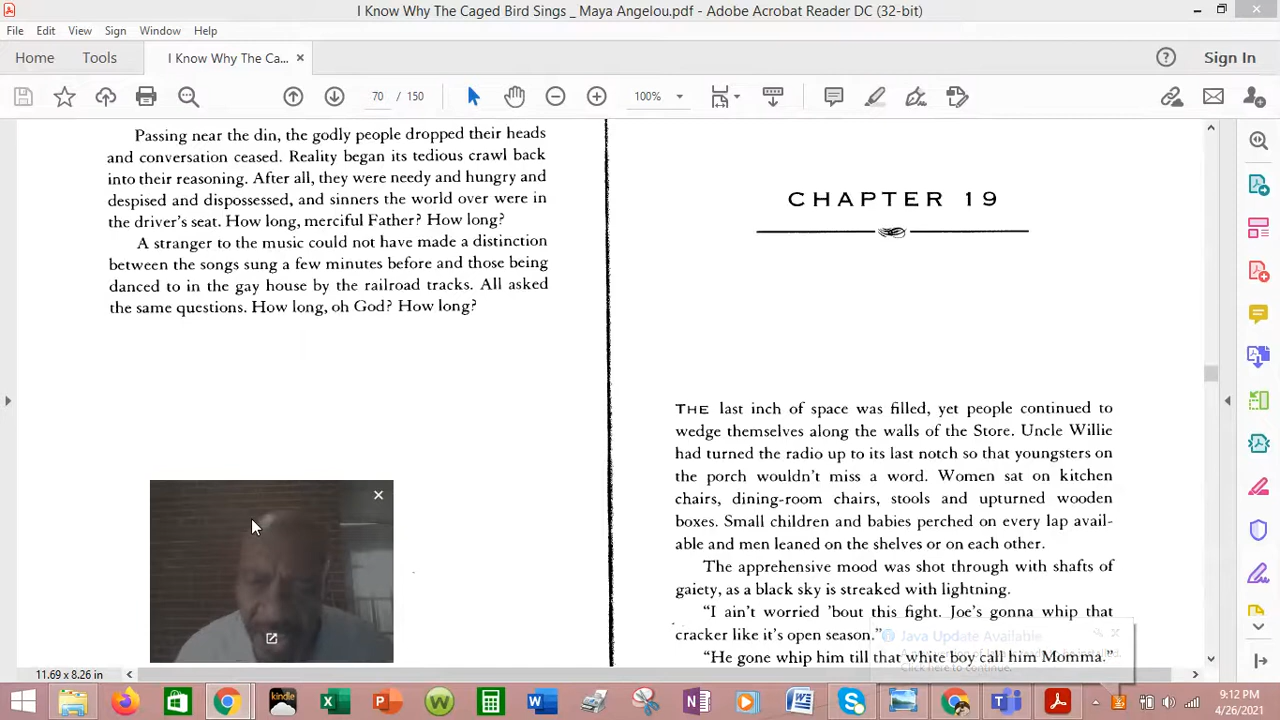 I Know Why The Caged Bird Sings _ Maya Angelou.pdf - Adobe Acrobat Reader DC (32-bit)
File Edit View Sign Window Help
Home Tools I Know Why The Ca... × Sign In
70 / 150 100%
Passing near the din, the godly people dropped their heads
and conversation ceased. Reality began its tedious crawl back
into their reasoning. After all, they were needy and hungry and
despised and dispossessed, and sinners the world over were in
the driver's seat. How long, merciful Father? How long?
A stranger to the music could not have made a distinction
between the songs sung a few minutes before and those being
danced to in the gay house by the railroad tracks. All asked
the same questions. How long, oh God? How long?
CHAPTER 19
THE last inch of space was filled, yet people continued to
wedge themselves along the walls of the Store. Uncle Willie
had turned the radio up to its last notch so that youngsters on
the porch wouldn't miss a word. Women sat on kitchen
chairs, dining-room chairs, stools and upturned wooden
boxes. Small children and babies perched on every lap avail-
able and men leaned on the shelves or on each other.
The apprehensive mood was shot through with shafts of
gaiety, as a black sky is streaked with lightning.
"I ain't worried 'bout this fight. Joe's gonna whip that
cracker like it's open season."
"He gone whip him till that white boy call him Momma."
Java Update Available
Click here to continue.
11.69 x 8.26 in
kindle
9:12 PM
4/26/2021